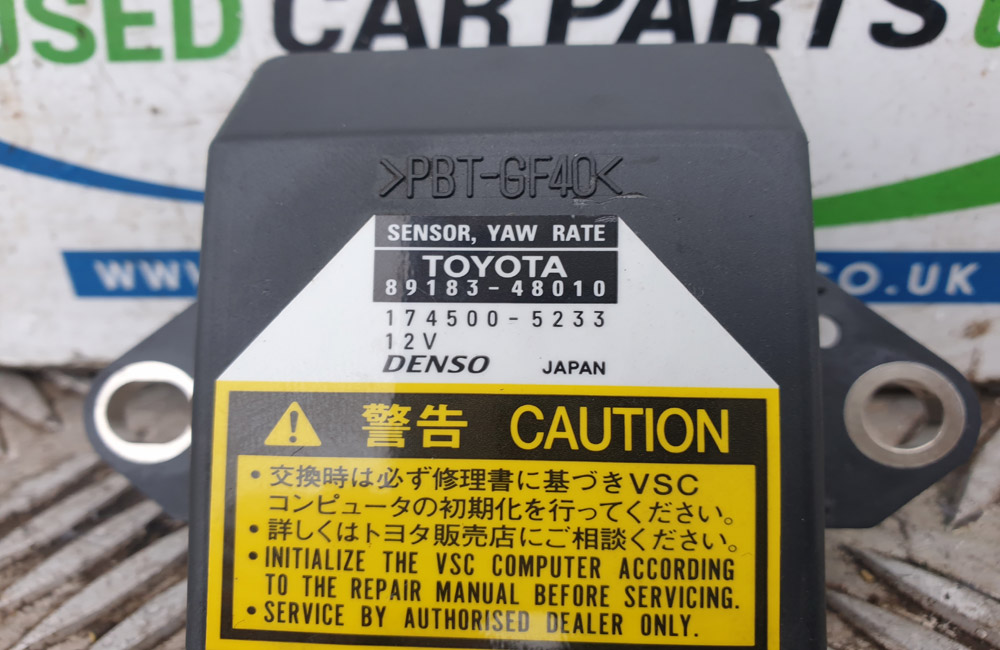 USED CAR PARTS
>PBT-GF40<
SENSOR, YAW RATE
TOYOTA
89183-48010
174500-5233
12V
DENSO JAPAN
WWW .CO.UK
警告 CAUTION
•交換時は必ず修理書に基づきVSC
コンピュータの初期化を行ってください。
•詳しくはトヨタ販売店にご相談ください。
•INITIALIZE THE VSC COMPUTER ACCORDING
TO THE REPAIR MANUAL BEFORE SERVICING.
•SERVICE BY AUTHORISED DEALER ONLY.